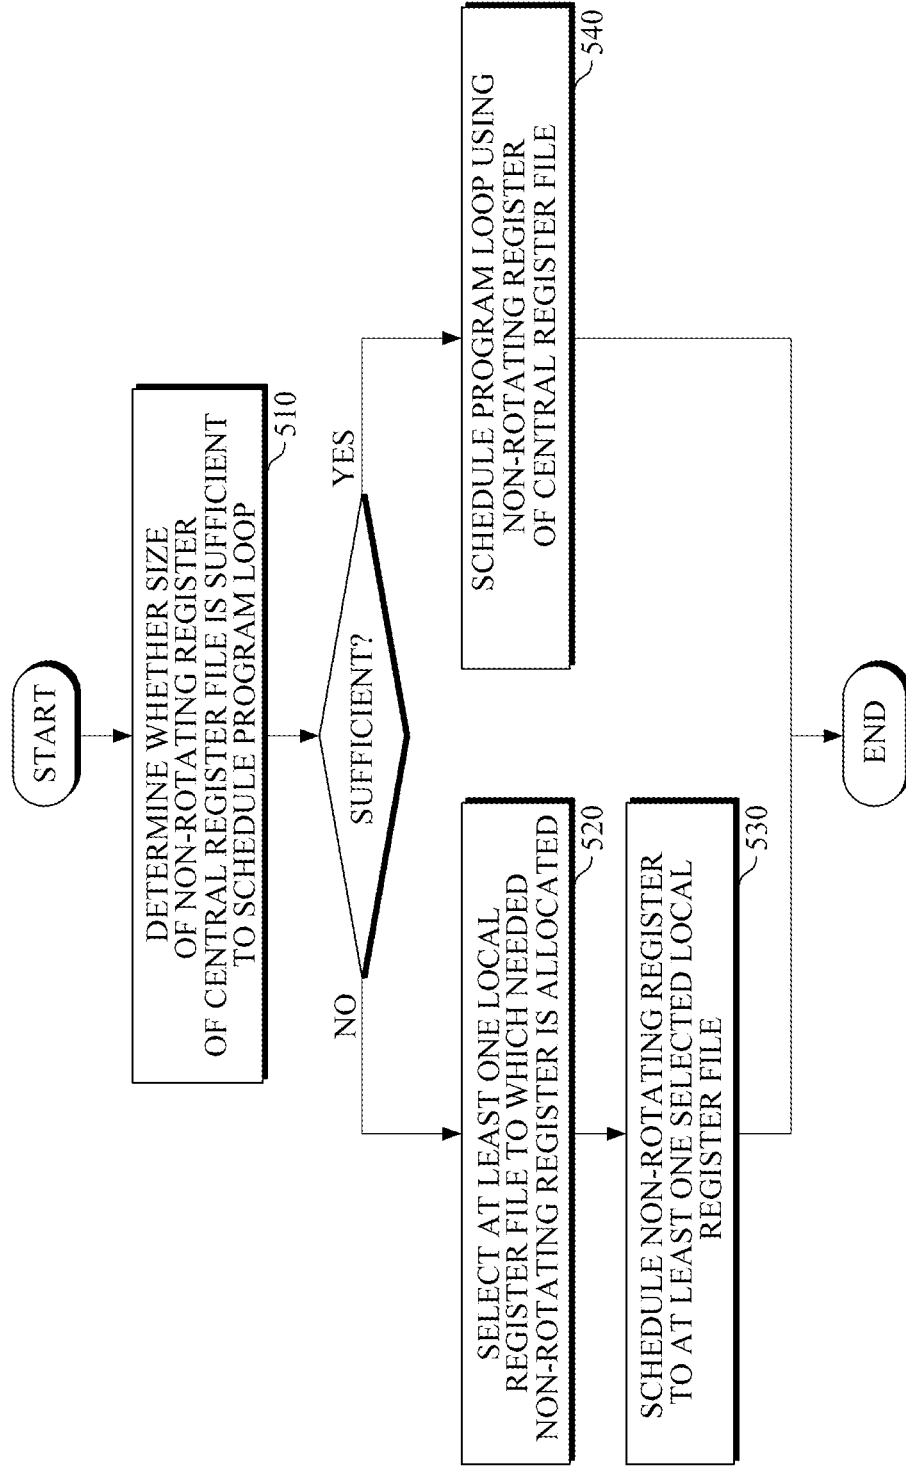 START
DETERMINE WHETHER SIZE
OF NON-ROTATING REGISTER
OF CENTRAL REGISTER FILE IS SUFFICIENT
TO SCHEDULE PROGRAM LOOP
510
SUFFICIENT?
NO
YES
SELECT AT LEAST ONE LOCAL
REGISTER FILE TO WHICH NEEDED
NON-ROTATING REGISTER IS ALLOCATED
520
SCHEDULE NON-ROTATING REGISTER
TO AT LEAST ONE SELECTED LOCAL
REGISTER FILE
530
SCHEDULE PROGRAM LOOP USING
NON-ROTATING REGISTER
OF CENTRAL REGISTER FILE
540
END